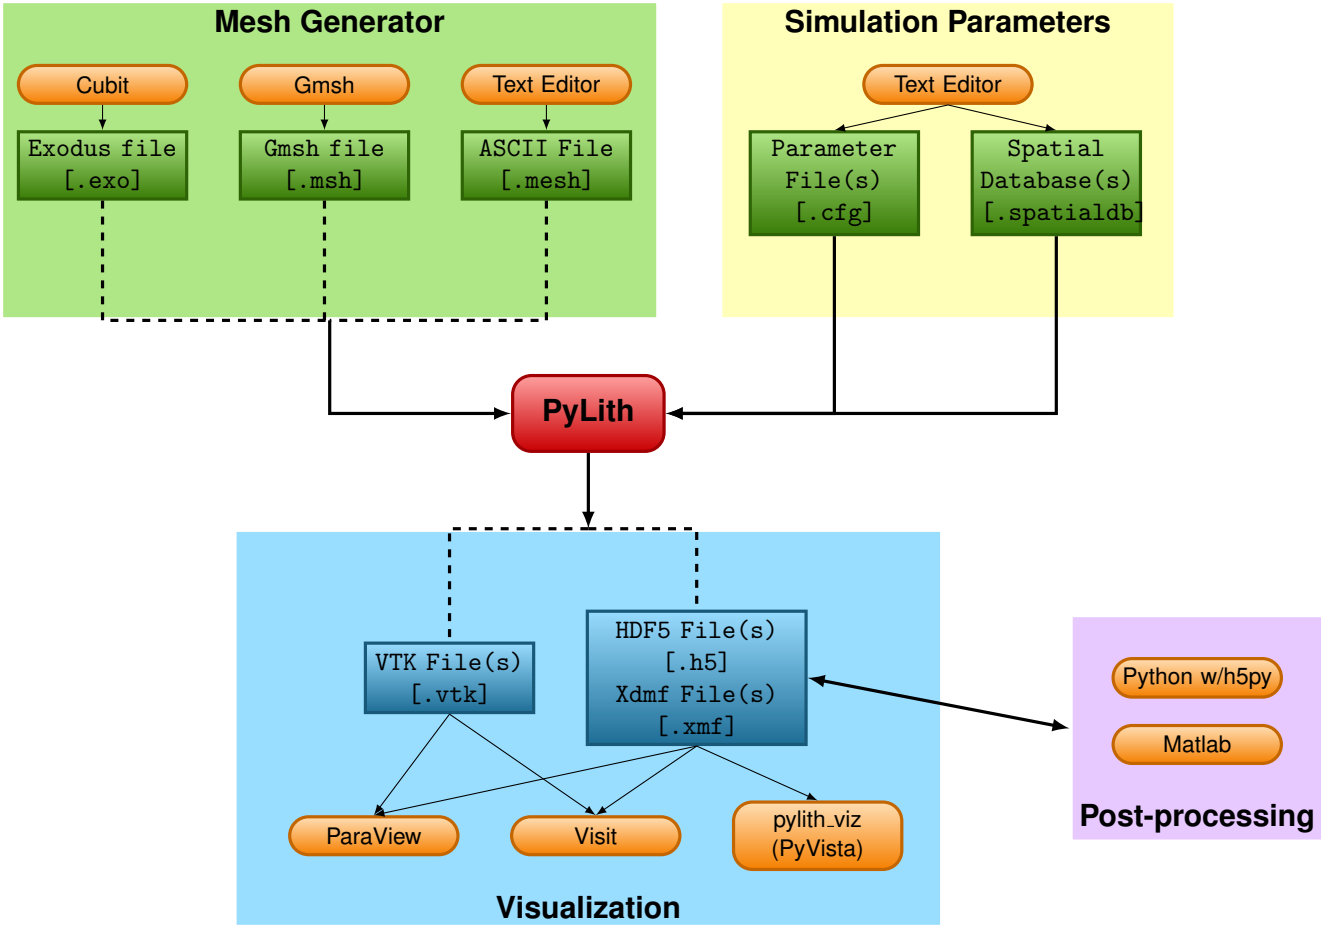 Mesh Generator
Cubit
Gmsh
Text Editor
Exodus file
[.exo]
Gmsh file
[.msh]
ASCII File
[.mesh]
Simulation Parameters
Text Editor
Parameter
File(s)
[.cfg]
Spatial
Database(s)
[.spatialdb]
PyLith
VTK File(s)
[.vtk]
HDF5 File(s)
[.h5]
Xdmf File(s)
[.xmf]
ParaView
Visit
pylith_viz
(PyVista)
Visualization
Python w/h5py
Matlab
Post-processing